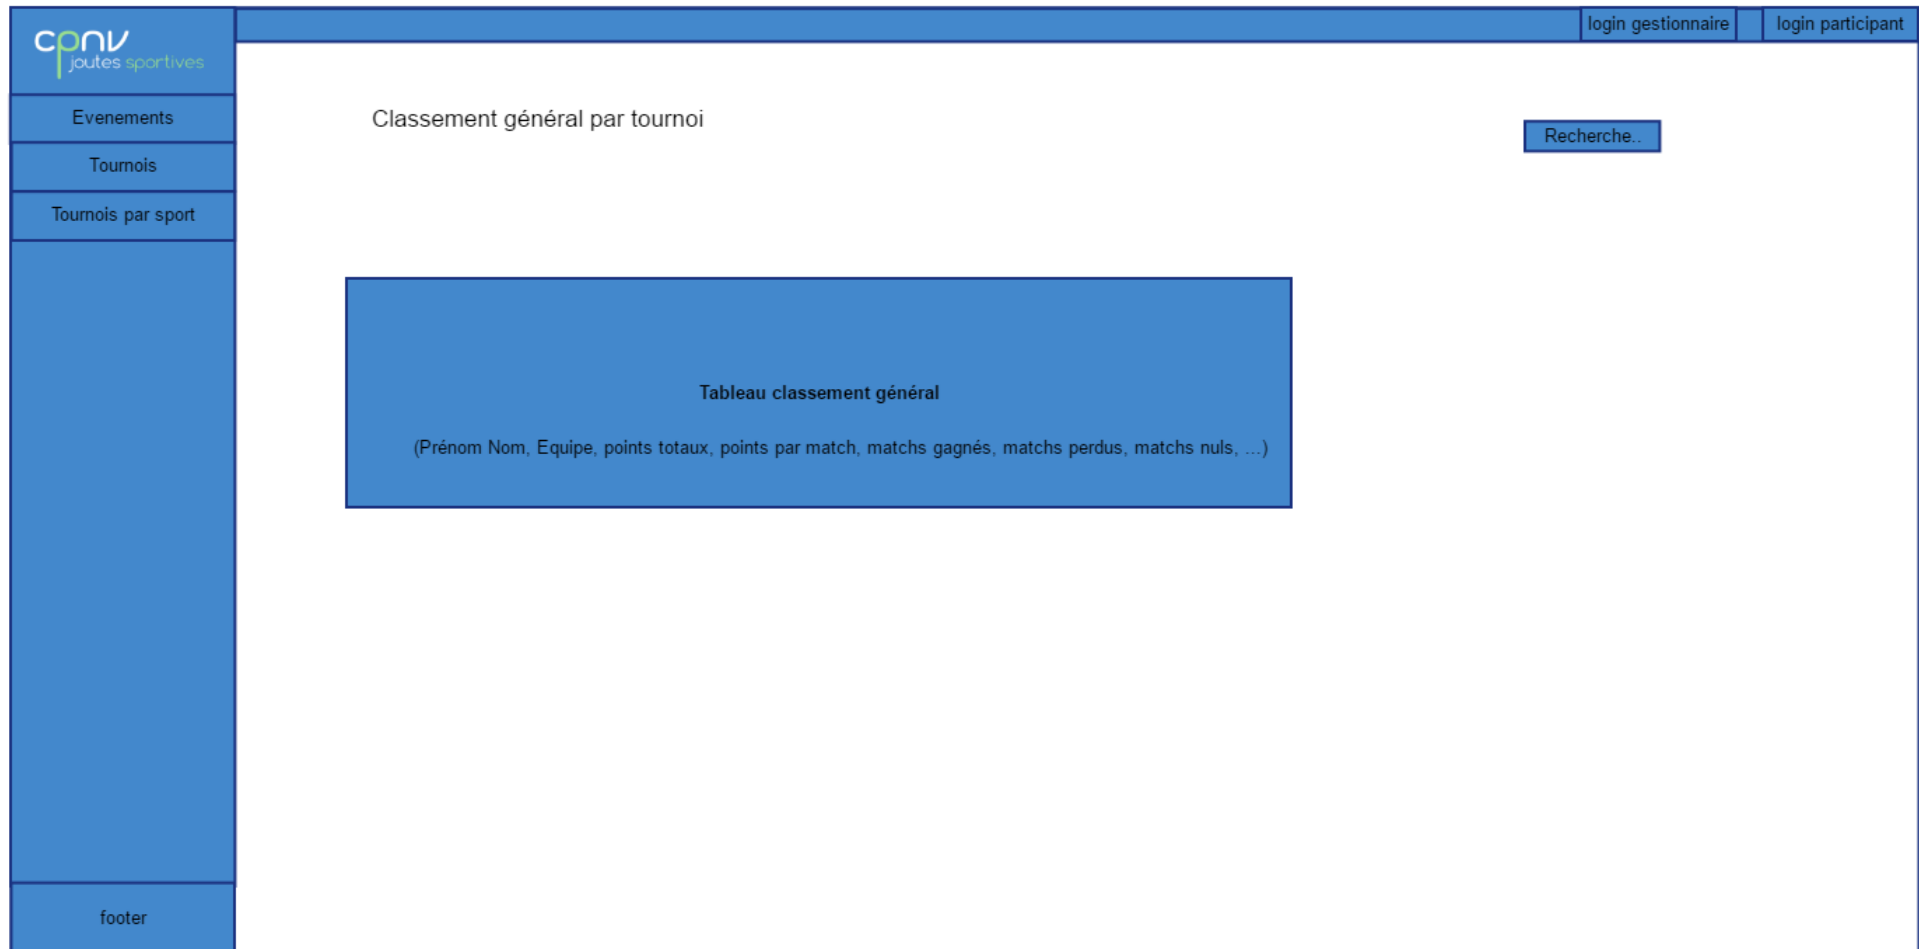 cpnv
joutes sportives
login gestionnaire
login participant
Evenements
Tournois
Tournois par sport
footer
Classement général par tournoi
Recherche..
Tableau classement général
(Prénom Nom, Equipe, points totaux, points par match, matchs gagnés, matchs perdus, matchs nuls, ...)